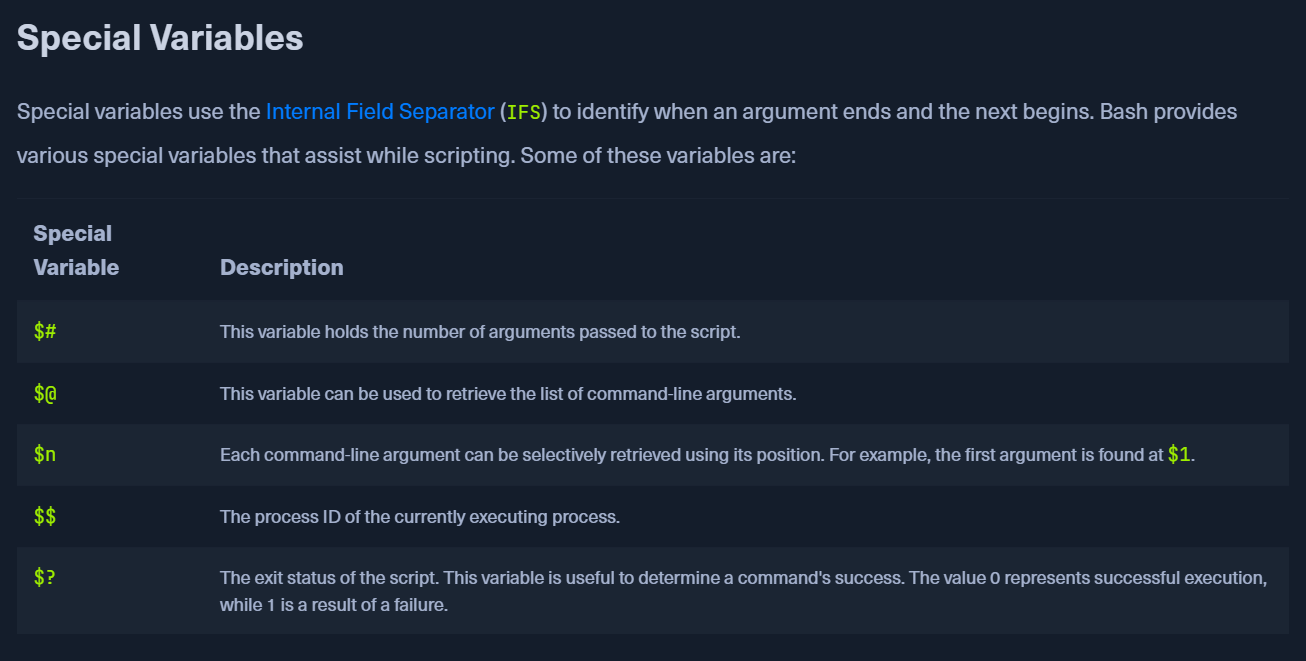 Special Variables
Special variables use the Internal Field Separator (IFS) to identify when an argument ends and the next begins. Bash provides
various special variables that assist while scripting. Some of these variables are:
Special
Variable Description
$# This variable holds the number of arguments passed to the script.
$@ This variable can be used to retrieve the list of command-line arguments.
$n Each command-line argument can be selectively retrieved using its position. For example, the first argument is found at $1.
$$ The process ID of the currently executing process.
$? The exit status of the script. This variable is useful to determine a command's success. The value 0 represents successful execution,
while 1 is a result of a failure.